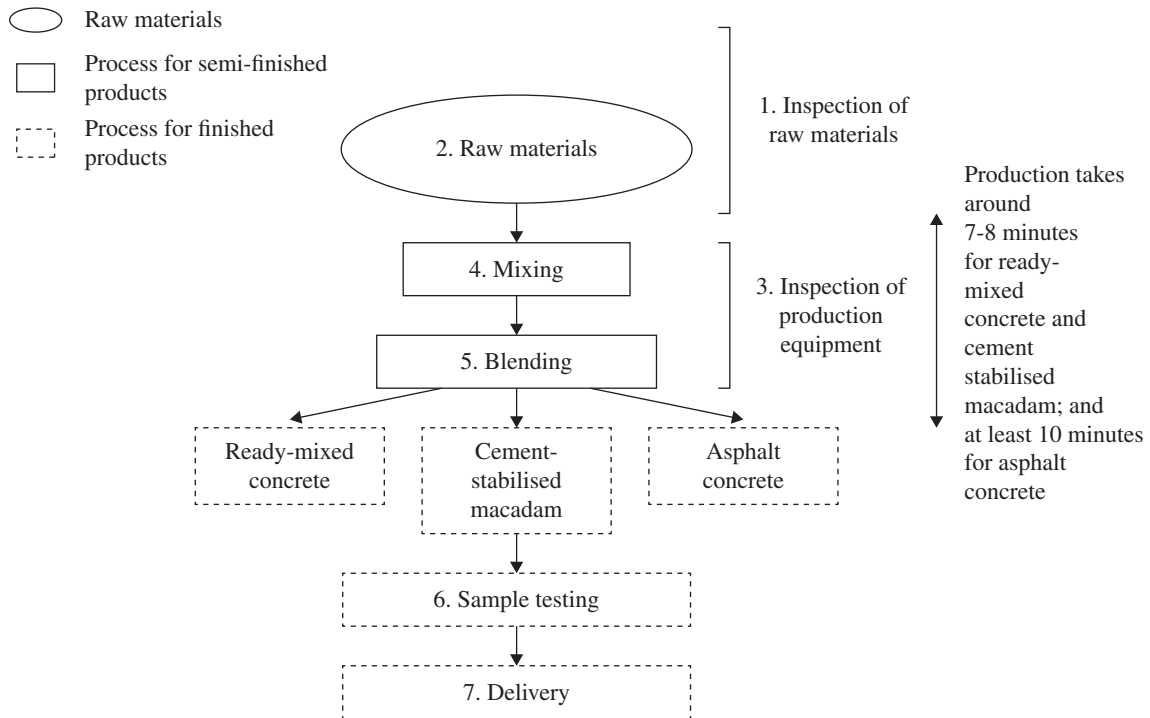 Raw materials
Process for semi-finished
products
Process for finished
products
1. Inspection of
raw materials
2. Raw materials
Production takes
around
7-8 minutes
for ready-
mixed
concrete and
cement
stabilised
macadam; and
at least 10 minutes
for asphalt
concrete
4. Mixing
3. Inspection of
production
equipment
5. Blending
Ready-mixed
concrete
Cement-
stabilised
macadam
Asphalt
concrete
6. Sample testing
7. Delivery